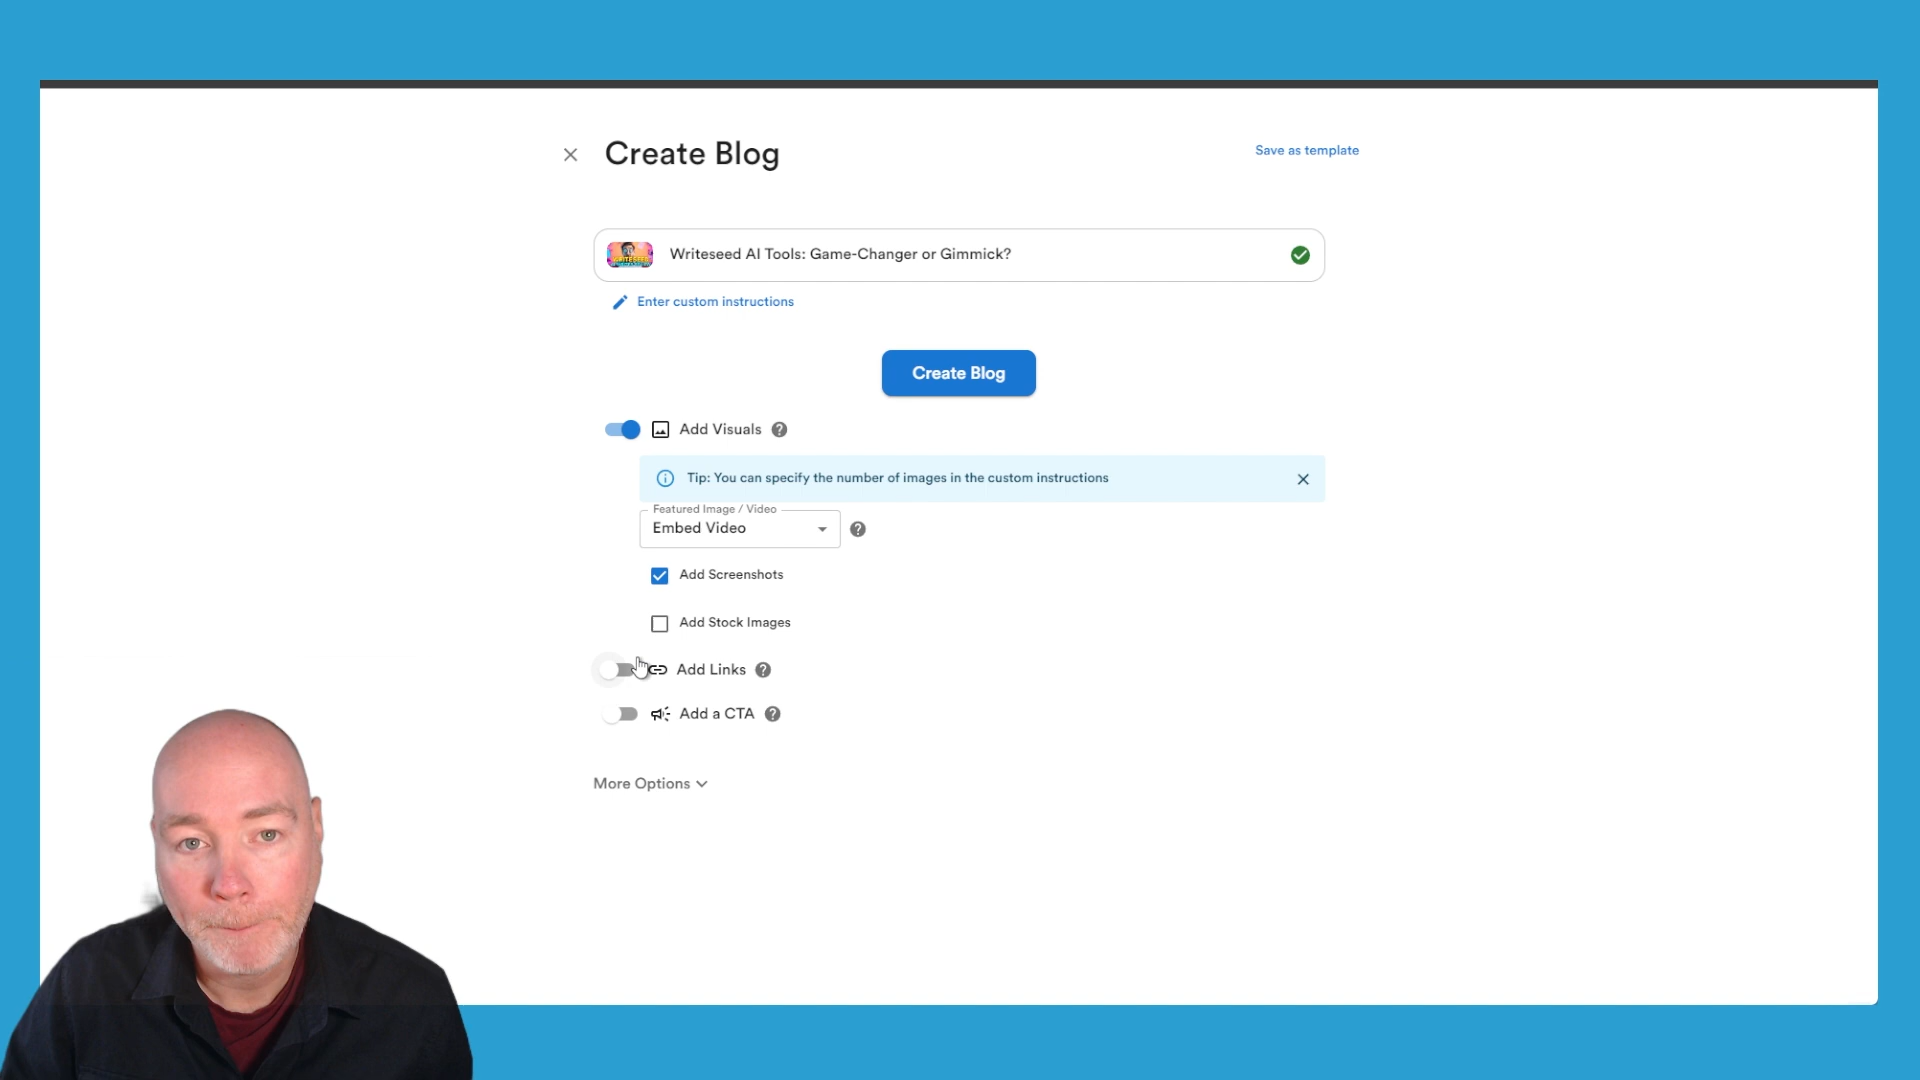 Create Blog
Save as template
Writeseed AI Tools: Game-Changer or Gimmick?
Enter custom instructions
Create Blog
Add Visuals
Tip: You can specify the number of images in the custom instructions
Featured Image / Video
Embed Video
Add Screenshots
Add Stock Images
Add Links
Add a CTA
More Options